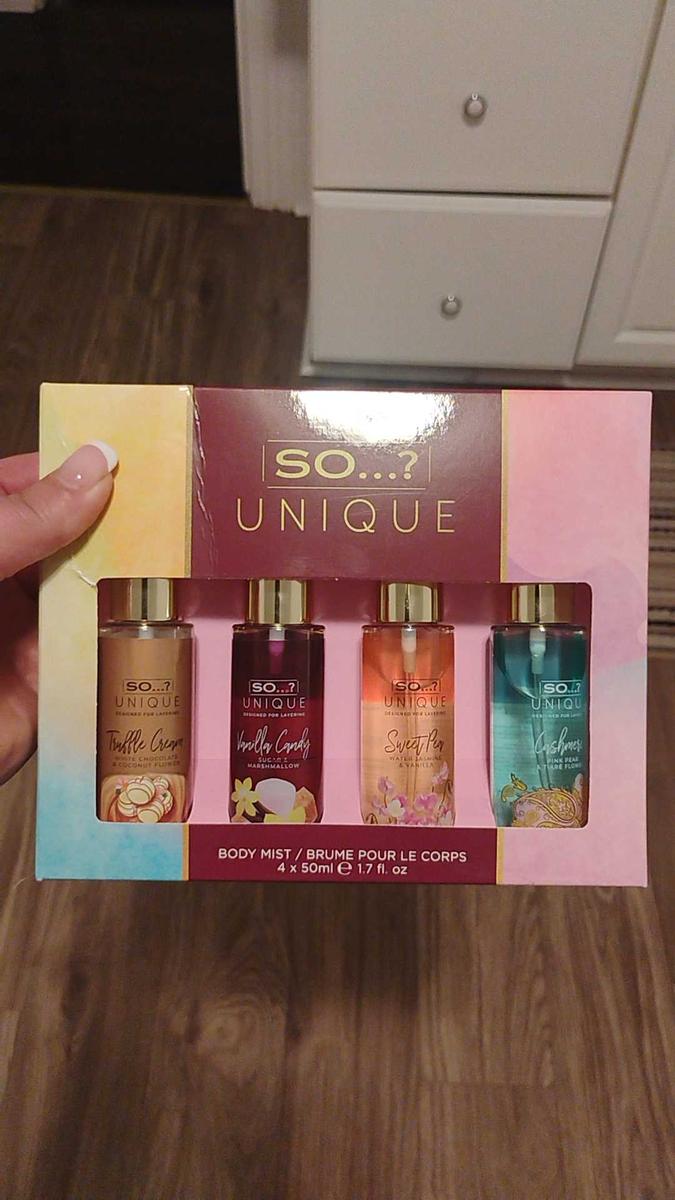 SO...?
UNIQUE
SO...?
UNIQUE
DESIGNED FOR LAYERING
Truffle Cream
WHITE CHOCOLATE
& COCONUT FLOWER
SO...?
UNIQUE
DESIGNED FOR LAYERING
Vanilla Candy
SUGAR &
MARSHMALLOW
SO...?
UNIQUE
DESIGNED FOR LAYERING
Sweet Pea
WATER JASMINE
& VANILLA
SO...?
UNIQUE
DESIGNED FOR
Cashmere
PINK PEAR
& TIARE
BODY MIST / BRUME POUR LE CORPS
4 x 50ml ℮ 1.7 fl. oz